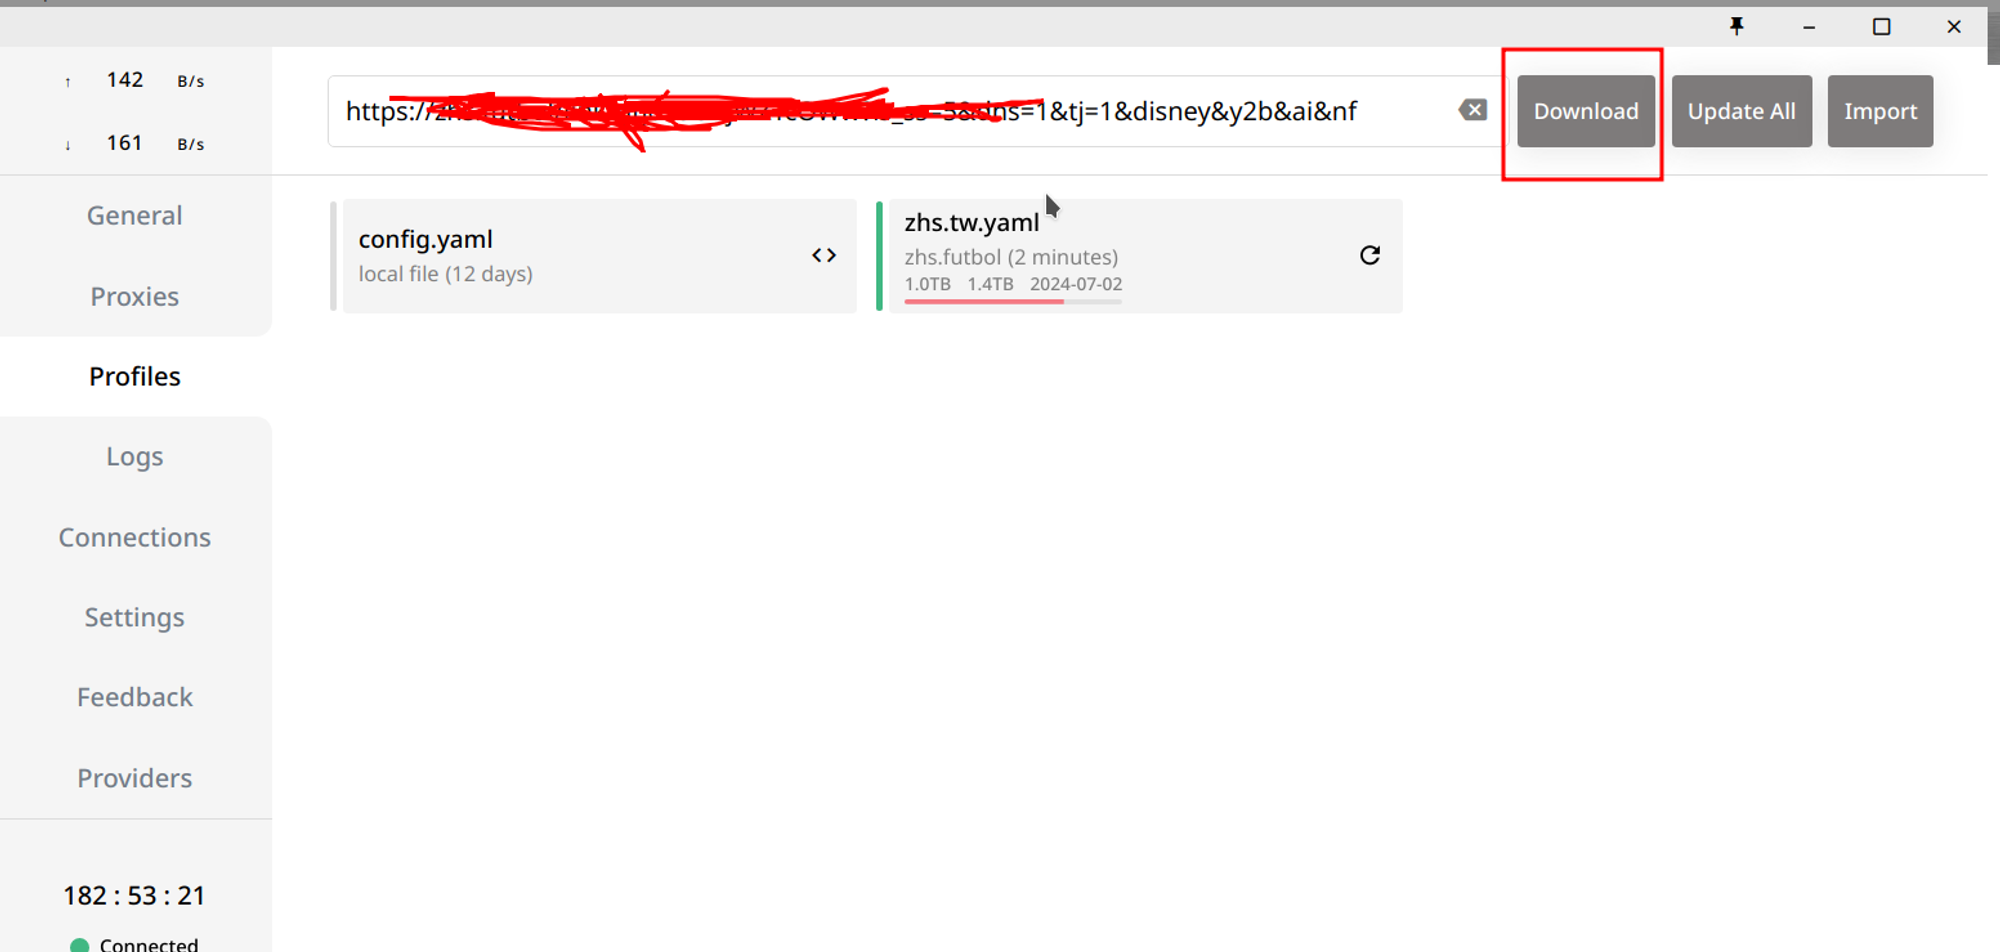 ↑ 142 B/s
↓ 161 B/s
https:// =5&dns=1&tj=1&disney&y2b&ai&nf
Download
Update All
Import
General
Proxies
Profiles
Logs
Connections
Settings
Feedback
Providers
config.yaml
local file (12 days)
<>
zhs.tw.yaml
zhs.futbol (2 minutes)
1.0TB 1.4TB 2024-07-02
182 : 53 : 21
Connected